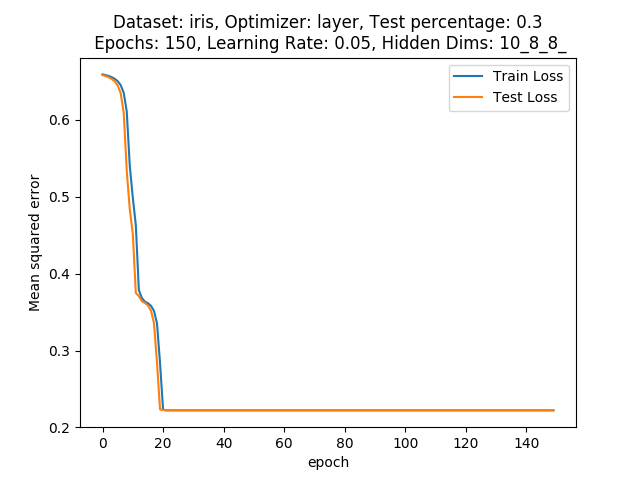 Dataset: iris, Optimizer: layer, Test percentage: 0.3
Epochs: 150, Learning Rate: 0.05, Hidden Dims: 10_8_8_
Train Loss
Test Loss
Mean squared error
0.6
0.5
0.4
0.3
0.2
0 20 40 60 80 100 120 140
epoch